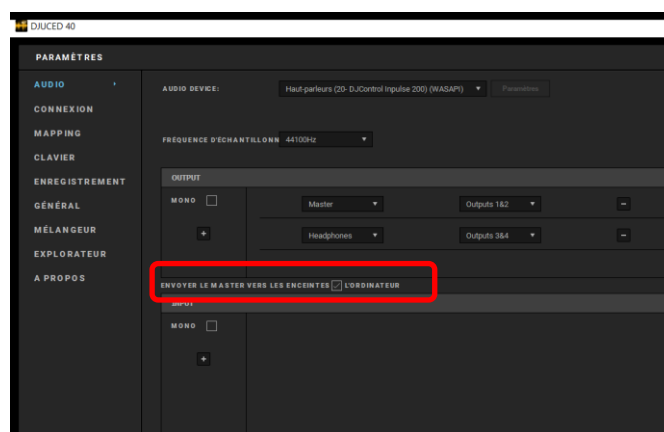 DJUCED 40
PARAMÈTRES
AUDIO
AUDIO DEVICE: Haut-parleurs (20- DJControl Inpulse 200) (WASAPI) Paramètres
CONNEXION
MAPPING
FRÉQUENCE D'ÉCHANTILLONN 44100Hz
CLAVIER
ENREGISTREMENT
OUTPUT
GÉNÉRAL
MONO Master Outputs 1&2 -
MÉLANGEUR
+ Headphones Outputs 3&4 -
EXPLORATEUR
A PROPOS
ENVOYER LE MASTER VERS LES ENCEINTES L'ORDINATEUR
INPUT
MONO
+